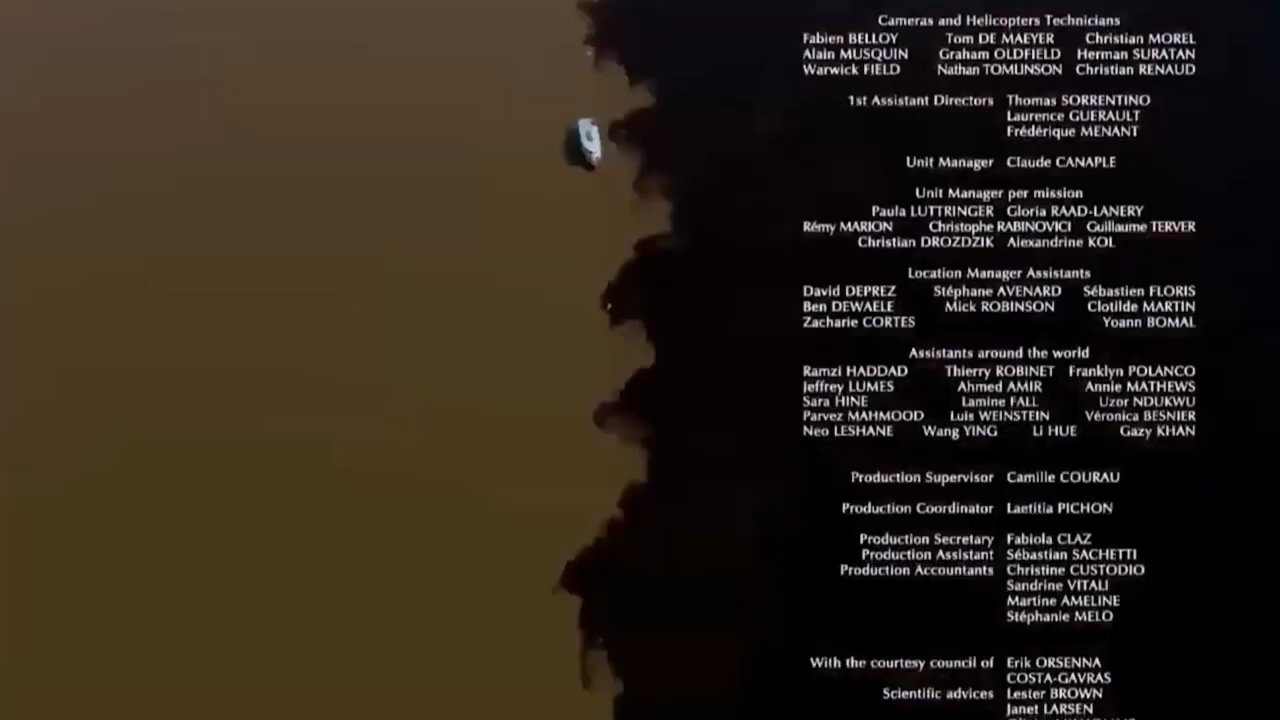 Cameras and Helicopters Technicians
Fabien BELLOY Tom DE MAEYER Christian MOREL
Alain MUSQUIN Graham OLDFIELD Herman SURATAN
Warwick FIELD Nathan TOMLINSON Christian RENAUD
1st Assistant Directors Thomas SORRENTINO
Laurence GUERAULT
Frédérique MENANT
Unit Manager Claude CANAPLE
Unit Manager per mission
Paula LUTTRINGER Gloria RAAD-LANERY
Rémy MARION Christophe RABINOVICI Guillaume TERVER
Christian DROZDZIK Alexandrine KOL
Location Manager Assistants
David DEPREZ Stéphane AVENARD Sébastien FLORIS
Ben DEWAELE Mick ROBINSON Clotilde MARTIN
Zacharie CORTES Yoann BOMAL
Assistants around the world
Ramzi HADDAD Thierry ROBINET Franklyn POLANCO
Jeffrey LUMES Ahmed AMIR Annie MATHEWS
Sara HINE Lamine FALL Uzor NDUKWU
Parvez MAHMOOD Luis WEINSTEIN Véronica BESNIER
Neo LESHANE Wang YING Li HUE Gazy KHAN
Production Supervisor Camille COURAU
Production Coordinator Laetitia PICHON
Production Secretary Fabiola CLAZ
Production Assistant Sébastian SACHETTI
Production Accountants Christine CUSTODIO
Sandrine VITALI
Martine AMELINE
Stéphanie MELO
With the courtesy council of Erik ORSENNA
COSTA-GAVRAS
Scientific advices Lester BROWN
Janet LARSEN